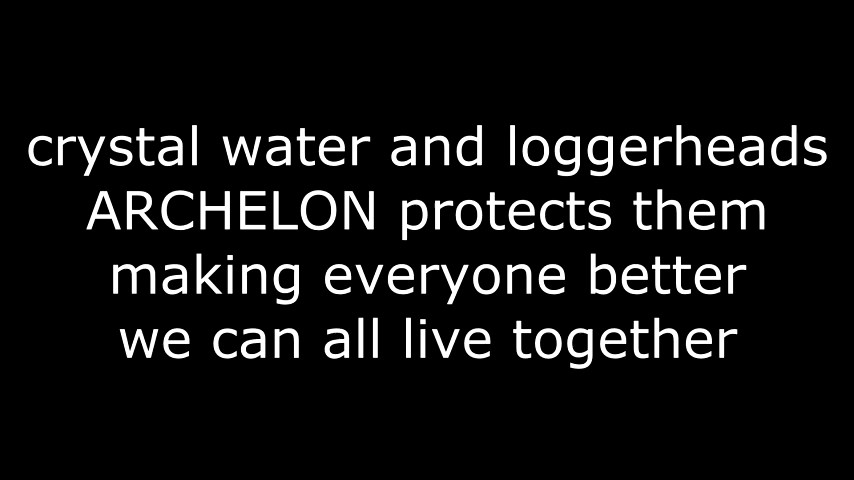 crystal water and loggerheads
ARCHELON protects them
making everyone better
we can all live together